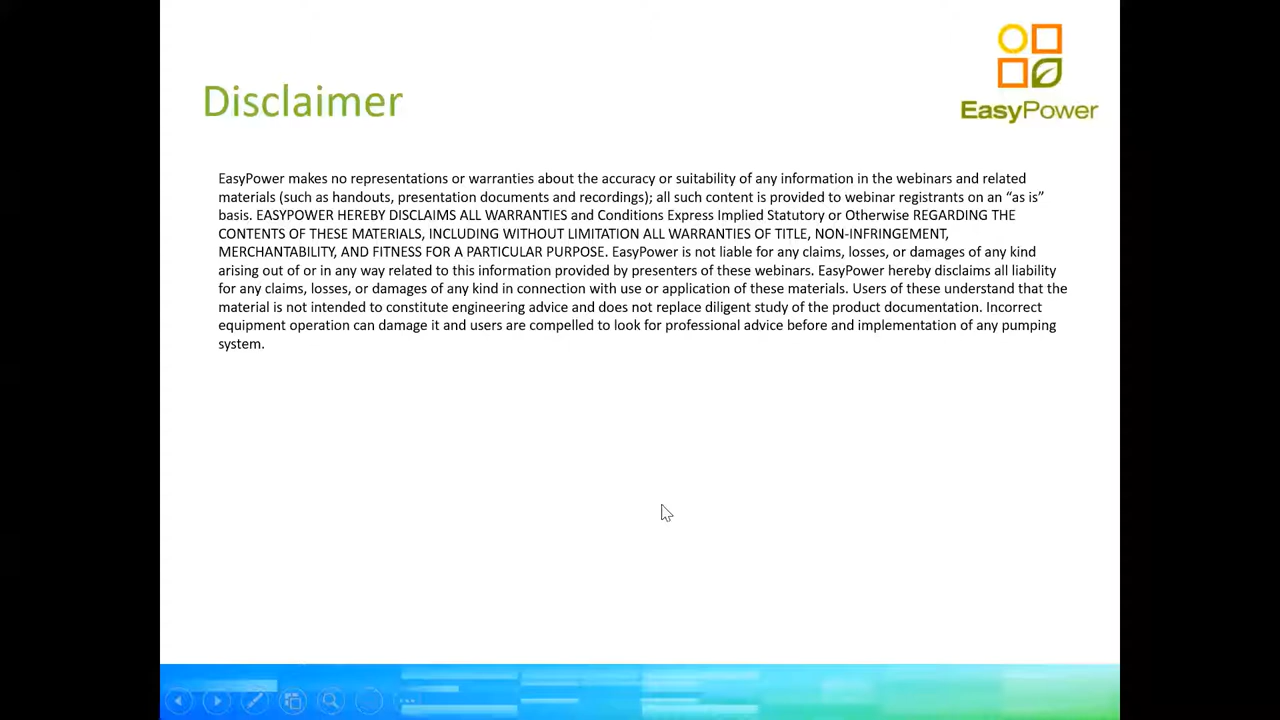 Disclaimer
EasyPower
EasyPower makes no representations or warranties about the accuracy or suitability of any information in the webinars and related
materials (such as handouts, presentation documents and recordings); all such content is provided to webinar registrants on an “as is”
basis. EASYPOWER HEREBY DISCLAIMS ALL WARRANTIES and Conditions Express Implied Statutory or Otherwise REGARDING THE
CONTENTS OF THESE MATERIALS, INCLUDING WITHOUT LIMITATION ALL WARRANTIES OF TITLE, NON-INFRINGEMENT,
MERCHANTABILITY, AND FITNESS FOR A PARTICULAR PURPOSE. EasyPower is not liable for any claims, losses, or damages of any kind
arising out of or in any way related to this information provided by presenters of these webinars. EasyPower hereby disclaims all liability
for any claims, losses, or damages of any kind in connection with use or application of these materials. Users of these understand that the
material is not intended to constitute engineering advice and does not replace diligent study of the product documentation. Incorrect
equipment operation can damage it and users are compelled to look for professional advice before and implementation of any pumping
system.